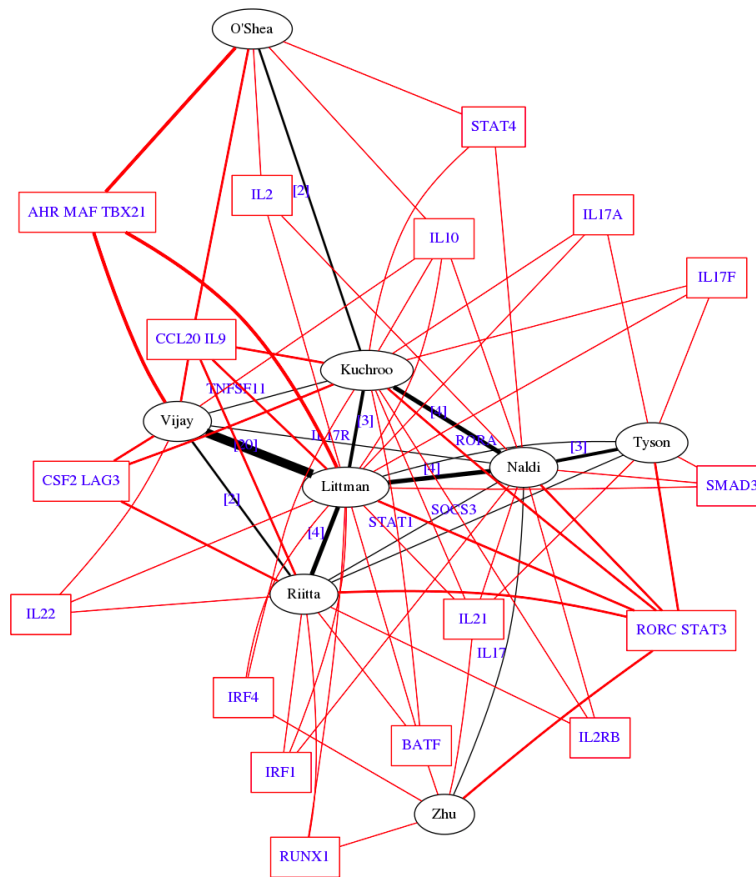 O'Shea
STAT4
IL2
[2]
AHR MAF TBX21
IL17A
IL10
IL17F
CCL20 IL9
Kuchroo
TNFSF11
[4]
Vijay
[3]
IL17R
RORA
Tyson
[3]
Naldi
[4]
CSF2 LAG3
Littman
SMAD3
[2]
SOCS3
STAT1
[4]
Riitta
IL22
IL21
RORC STAT3
IL17
IRF4
IL2RB
BATF
IRF1
Zhu
RUNX1